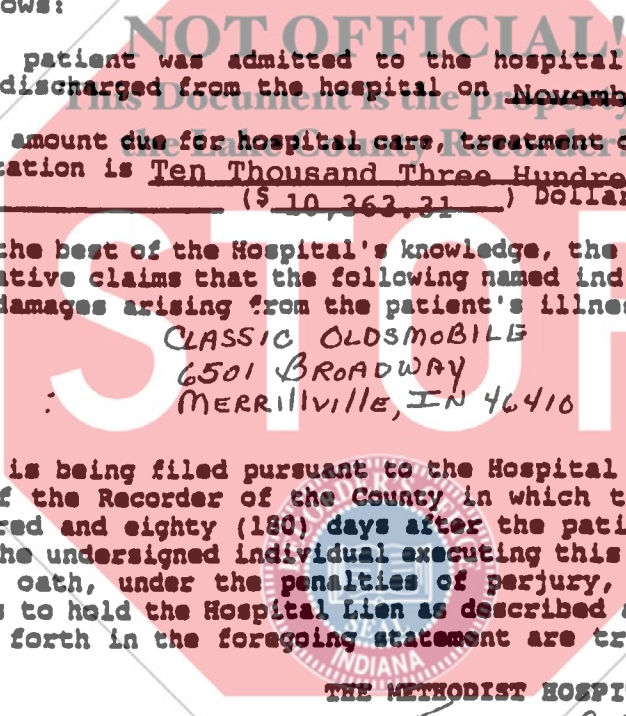 ows:
NOT OFFICIAL!
patient was admitted to the hospital
discharged from the hospital on Novemb
This Document is the property
amount due for hospital care, treatment o
the Lake County Recorder!
tation is Ten Thousand Three Hundre
($ 10,363.31 ) Dollar
STOP
the best of the Hospital's knowledge, the
ative claims that the following named ind
damages arising from the patient's illnes
CLASSIC OLDSMOBILE
6501 BROADWAY
: MERRILLVILLE, IN 46410
is being filed pursuant to the Hospital
f the Recorder of the County in which t
red and eighty (180) days after the pati
he undersigned individual executing this
oath, under the penalties of perjury,
s to hold the Hospital Lien as described a
forth in the foregoing statement are tr
SEAL
INDIANA
THE METHODIST HOSPI